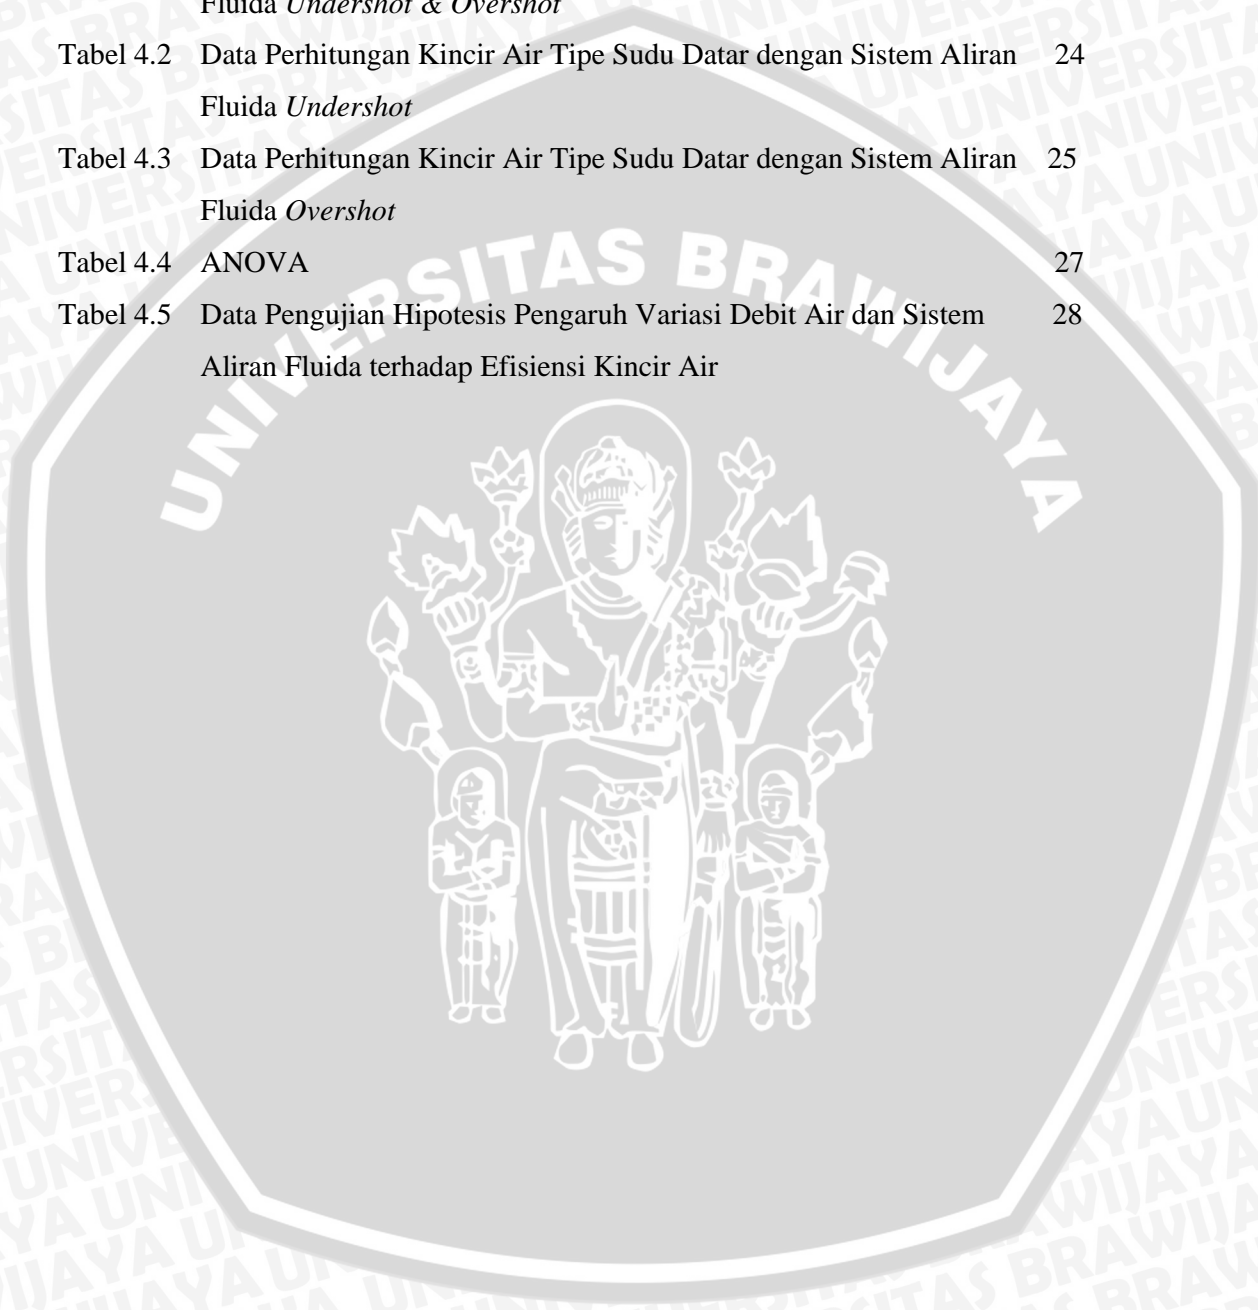 Fluida Undershot & Overshot
Tabel 4.2 Data Perhitungan Kincir Air Tipe Sudu Datar dengan Sistem Aliran 24
Fluida Undershot
Tabel 4.3 Data Perhitungan Kincir Air Tipe Sudu Datar dengan Sistem Aliran 25
Fluida Overshot
Tabel 4.4 ANOVA 27
Tabel 4.5 Data Pengujian Hipotesis Pengaruh Variasi Debit Air dan Sistem 28
Aliran Fluida terhadap Efisiensi Kincir Air
UNIVERSITAS BRAWIJAYA